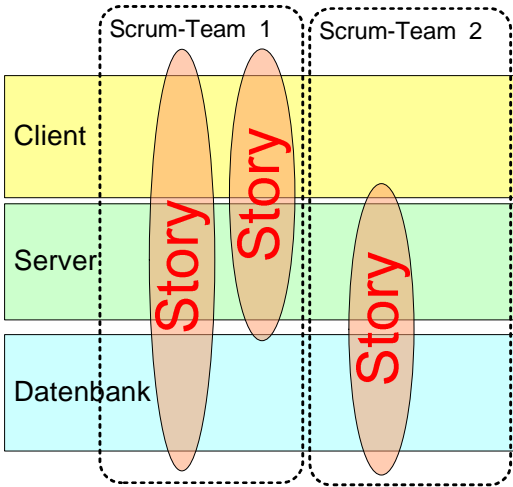 Scrum-Team 1
Scrum-Team 2
Client
Story
Story
Server
Story
Datenbank